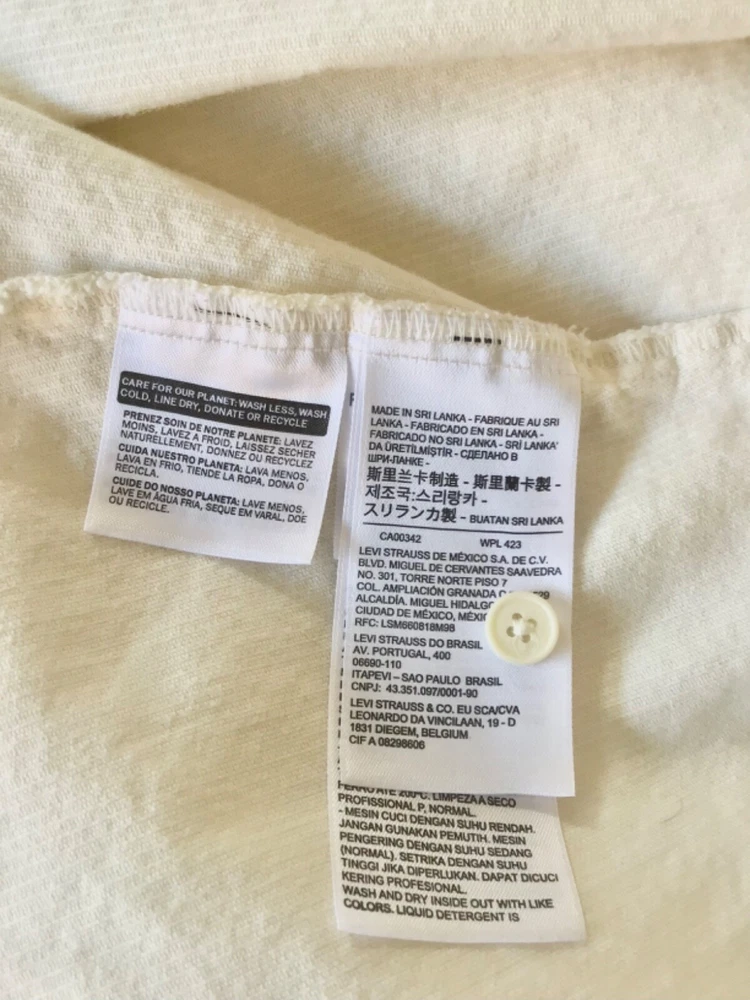 CARE FOR OUR PLANET: WASH LESS, WASH
COLD, LINE DRY, DONATE OR RECYCLE
PRENEZ SOIN DE NOTRE PLANETE: LAVEZ
MOINS, LAVEZ A FROID, LAISSEZ SECHER
NATURELLEMENT, DONNEZ OU RECYCLEZ
CUIDA NUESTRO PLANETA: LAVA MENOS,
LAVA EN FRIO, TIENDE LA ROPA, DONA O
RECICLA.
CUIDE DO NOSSO PLANETA: LAVE MENOS,
LAVE EM ÁGUA FRIA, SEQUE EM VARAL, DOE
OU RECICLE.
MADE IN SRI LANKA - FABRIQUE AU SRI
LANKA - FABRICADO EN SRI LANKA -
FABRICADO NO SRI LANKA - SRİ LANKA'
DA ÜRETİLMİŞTİR - СДЕЛАНО В
ШРИ-ЛАНКЕ -
斯里兰卡制造 - 斯里蘭卡製 -
제조국:스리랑카 -
スリランカ製 - BUATAN SRI LANKA
CA00342 WPL 423
LEVI STRAUSS DE MÉXICO S.A. DE C.V.
BLVD. MIGUEL DE CERVANTES SAAVEDRA
NO. 301, TORRE NORTE PISO 7
COL. AMPLIACIÓN GRANADA
ALCALDÍA. MIGUEL
CIUDAD DE MÉXICO,
RFC: LSM660818M98
LEVI STRAUSS DO BRASIL
AV. PORTUGAL, 400
06690-110
ITAPEVI – SAO PAULO BRASIL
CNPJ: 43.351.097/0001-90
LEVI STRAUSS & CO. EU SCA/CVA
LEONARDO DA VINCILAAN, 19 - D
1831 DIEGEM, BELGIUM
CIF A 08298606
LIMPEZA A SECO
PROFISSIONAL P, NORMAL.
- MESIN CUCI DENGAN SUHU RENDAH.
JANGAN GUNAKAN PEMUTIH. MESIN
PENGERING DENGAN SUHU SEDANG
(NORMAL). SETRIKA DENGAN SUHU
TINGGI JIKA DIPERLUKAN. DAPAT DICUCI
KERING PROFESIONAL.
WASH AND DRY INSIDE OUT WITH LIKE
COLORS. LIQUID DETERGENT IS